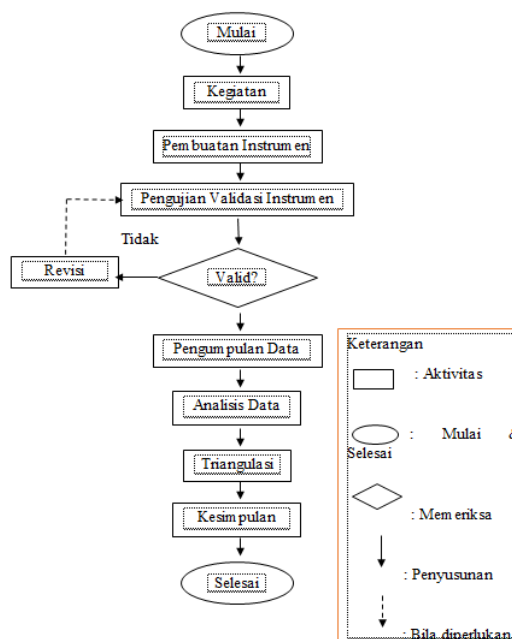 Mulai
Kegiatan
Pembuatan Instrumen
Pengujian Validasi Instrumen
Tidak
Revisi
Valid?
Pengumpulan Data
Analisis Data
Triangulasi
Kesimpulan
Selesai
Keterangan
: Aktivitas
: Mulai
Selesai
: Memeriksa
: Penyusunan
: Bila diperlukan